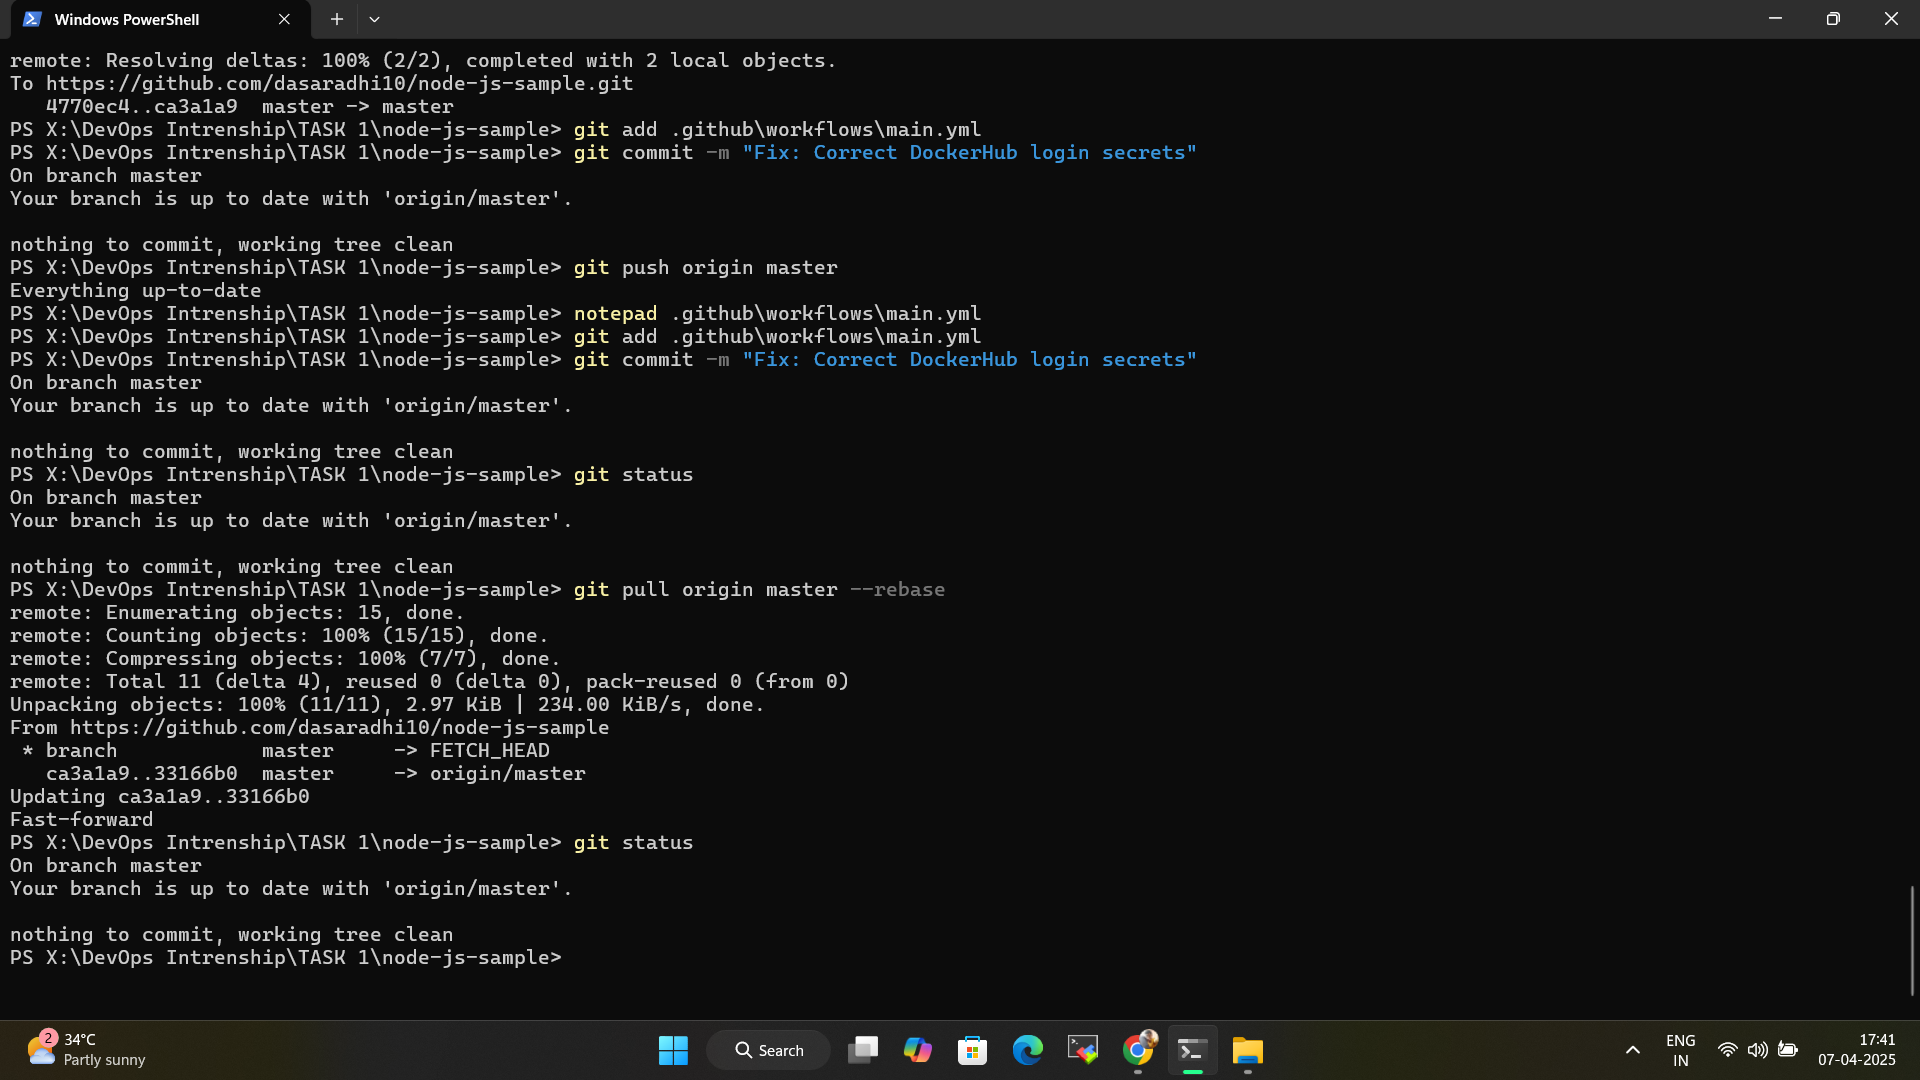 Windows PowerShell
remote: Resolving deltas: 100% (2/2), completed with 2 local objects.
To https://github.com/dasaradhi10/node-js-sample.git
   4770ec4..ca3a1a9  master -> master
PS X:\DevOps Intrenship\TASK 1\node-js-sample> git add .github\workflows\main.yml
PS X:\DevOps Intrenship\TASK 1\node-js-sample> git commit -m "Fix: Correct DockerHub login secrets"
On branch master
Your branch is up to date with 'origin/master'.

nothing to commit, working tree clean
PS X:\DevOps Intrenship\TASK 1\node-js-sample> git push origin master
Everything up-to-date
PS X:\DevOps Intrenship\TASK 1\node-js-sample> notepad .github\workflows\main.yml
PS X:\DevOps Intrenship\TASK 1\node-js-sample> git add .github\workflows\main.yml
PS X:\DevOps Intrenship\TASK 1\node-js-sample> git commit -m "Fix: Correct DockerHub login secrets"
On branch master
Your branch is up to date with 'origin/master'.

nothing to commit, working tree clean
PS X:\DevOps Intrenship\TASK 1\node-js-sample> git status
On branch master
Your branch is up to date with 'origin/master'.

nothing to commit, working tree clean
PS X:\DevOps Intrenship\TASK 1\node-js-sample> git pull origin master --rebase
remote: Enumerating objects: 15, done.
remote: Counting objects: 100% (15/15), done.
remote: Compressing objects: 100% (7/7), done.
remote: Total 11 (delta 4), reused 0 (delta 0), pack-reused 0 (from 0)
Unpacking objects: 100% (11/11), 2.97 KiB | 234.00 KiB/s, done.
From https://github.com/dasaradhi10/node-js-sample
 * branch            master     -> FETCH_HEAD
   ca3a1a9..33166b0  master     -> origin/master
Updating ca3a1a9..33166b0
Fast-forward
PS X:\DevOps Intrenship\TASK 1\node-js-sample> git status
On branch master
Your branch is up to date with 'origin/master'.

nothing to commit, working tree clean
PS X:\DevOps Intrenship\TASK 1\node-js-sample>
2
34°C
Partly sunny
Search
ENG
IN
17:41
07-04-2025